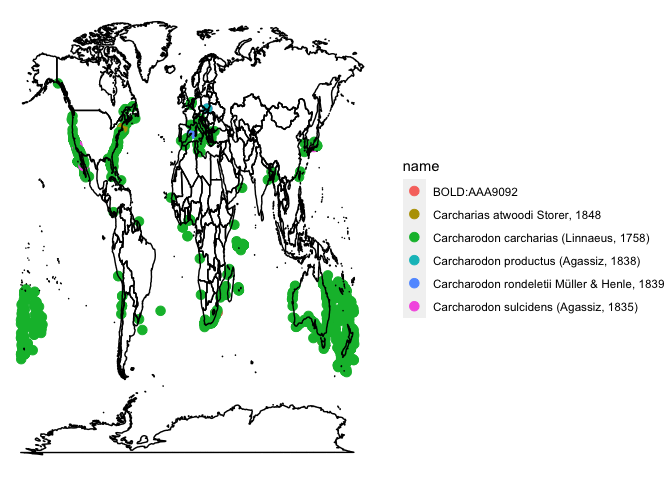 name
BOLD:AAA9092
Carcharias atwoodi Storer, 1848
Carcharodon carcharias (Linnaeus, 1758)
Carcharodon productus (Agassiz, 1838)
Carcharodon rondeletii Müller & Henle, 1839
Carcharodon sulcidens (Agassiz, 1835)